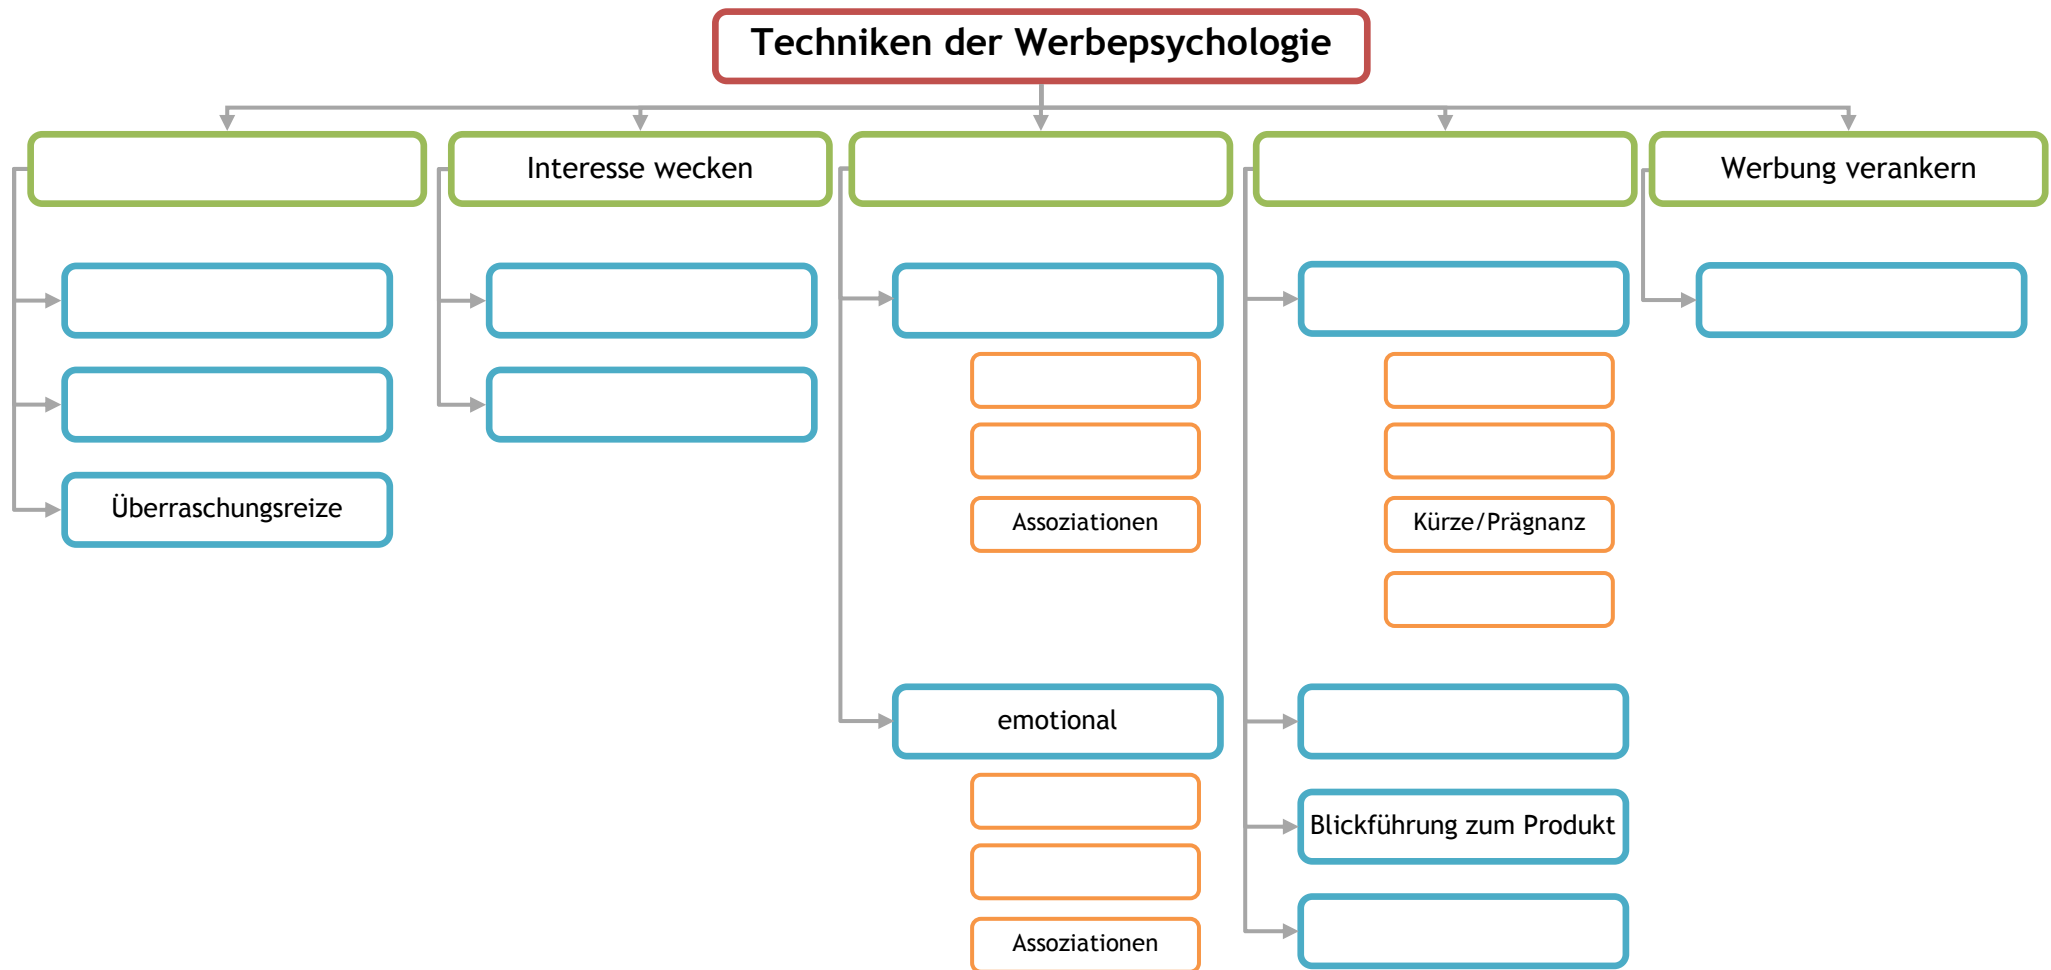 Techniken der Werbepsychologie
Interesse wecken
Werbung verankern
Überraschungsreize
Assoziationen
Kürze/Prägnanz
emotional
Blickführung zum Produkt
Assoziationen